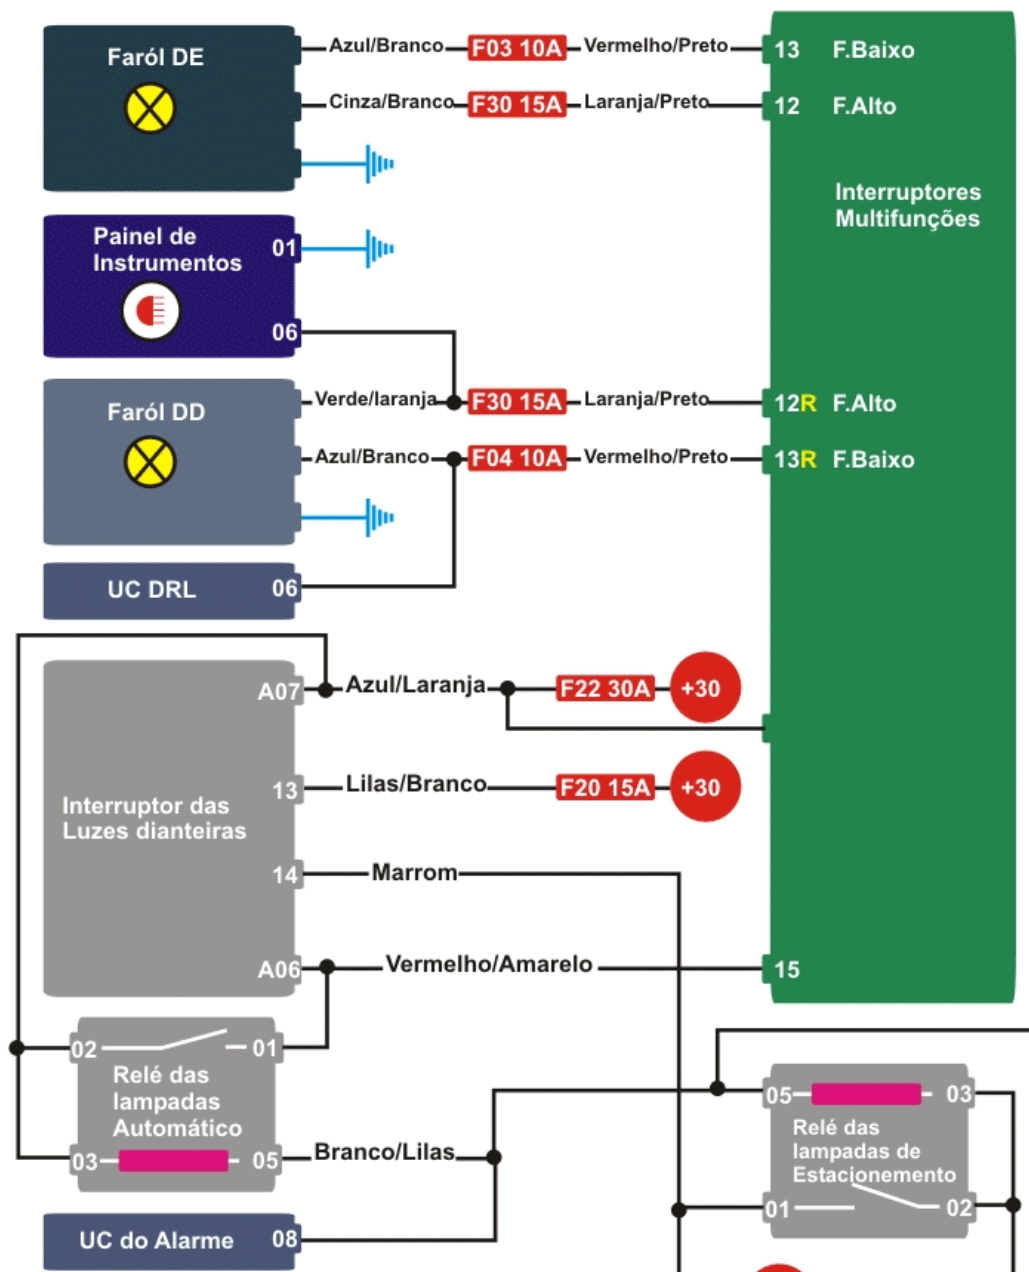 Faról DE
Azul/Branco
F03 10A
Vermelho/Preto
13
F.Baixo
Cinza/Branco
F30 15A
Laranja/Preto
12
F.Alto
Interruptores
Multifunções
Painel de
Instrumentos
01
06
Faról DD
Verde/laranja
F30 15A
Laranja/Preto
12R
F.Alto
Azul/Branco
F04 10A
Vermelho/Preto
13R
F.Baixo
UC DRL
06
A07
Azul/Laranja
F22 30A
+30
13
Lilas/Branco
F20 15A
+30
Interruptor das
Luzes dianteiras
14
Marrom
A06
Vermelho/Amarelo
15
02
01
Relé das
lampadas
Automático
03
05
Branco/Lilas
05
03
Relé das
lampadas de
Estacionemento
01
02
UC do Alarme
08